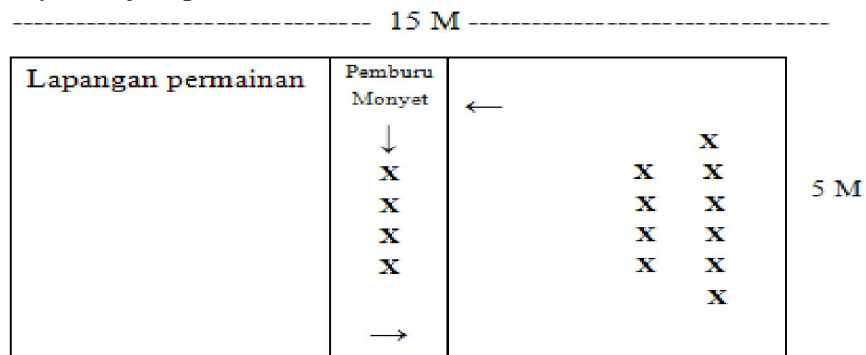 15 M
Lapangan permainan
Pemburu
Monyet
←
↓
x
x x x
x x x
x x x
x x x
x
→
5 M